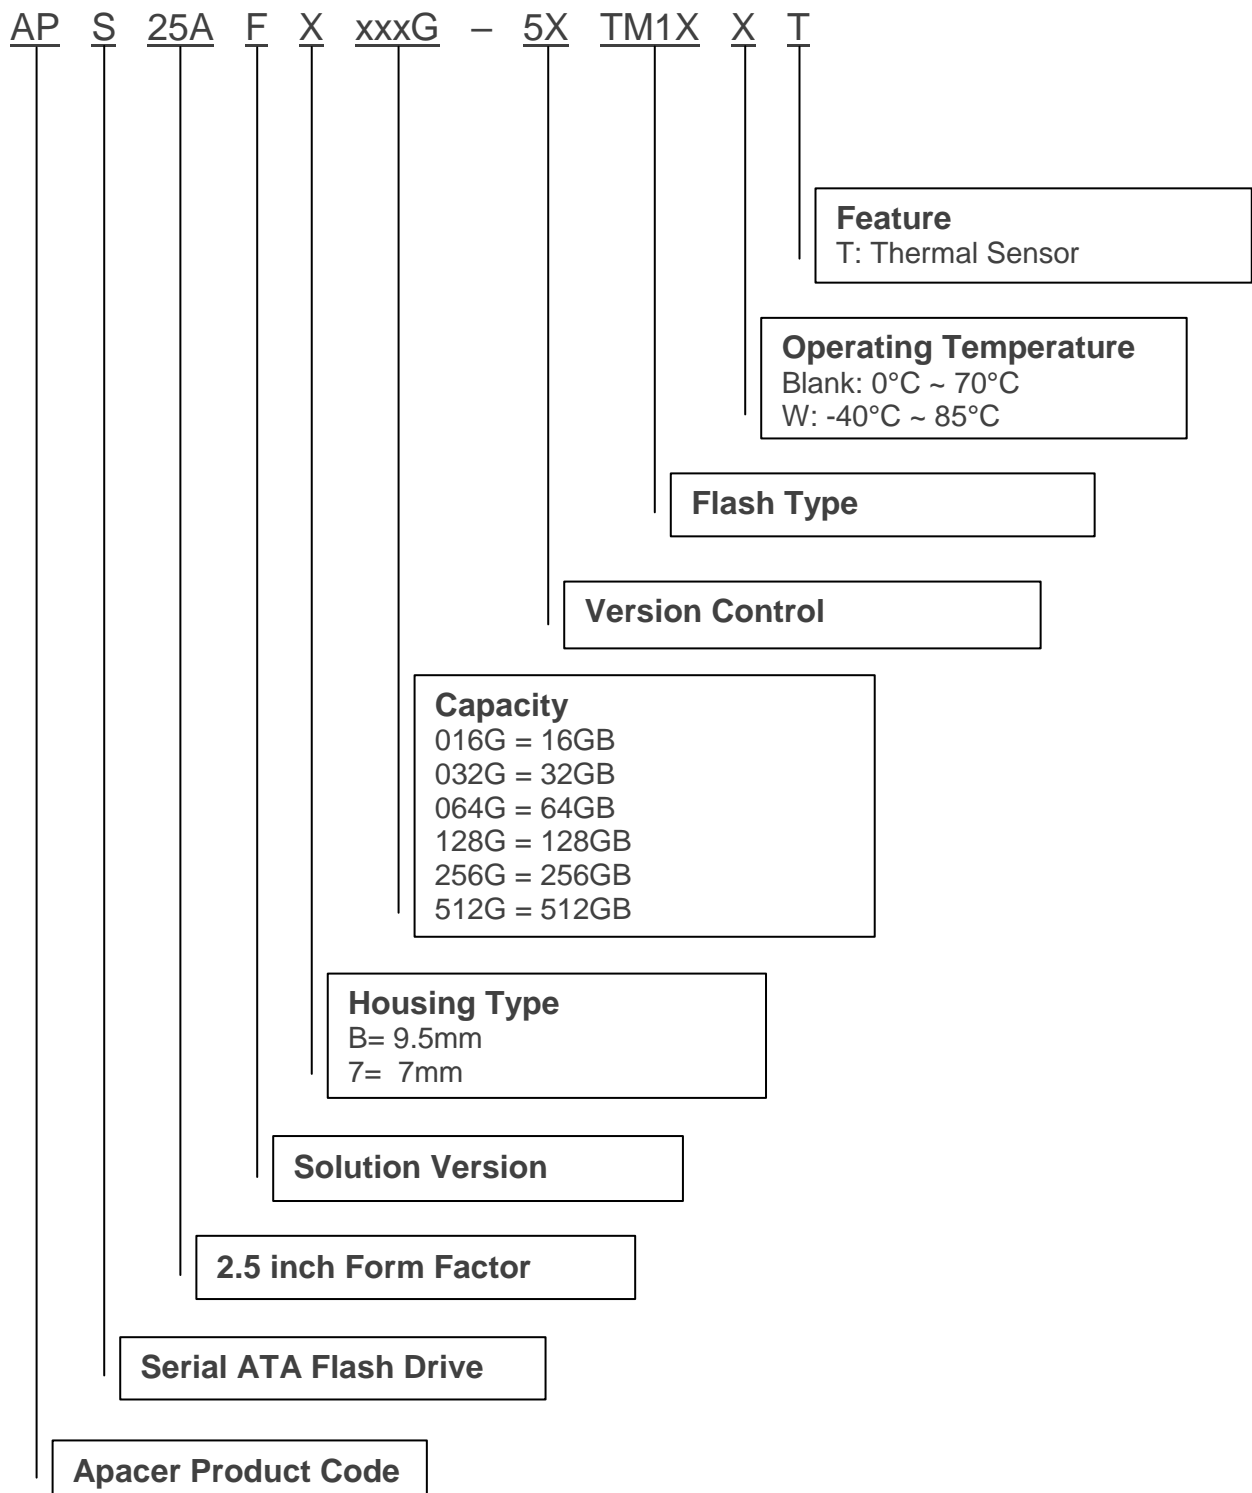 AP S 25A F X xxxG – 5X TM1X X T
Feature
T: Thermal Sensor
Operating Temperature
Blank: 0°C ~ 70°C
W: -40°C ~ 85°C
Flash Type
Version Control
Capacity
016G = 16GB
032G = 32GB
064G = 64GB
128G = 128GB
256G = 256GB
512G = 512GB
Housing Type
B= 9.5mm
7= 7mm
Solution Version
2.5 inch Form Factor
Serial ATA Flash Drive
Apacer Product Code